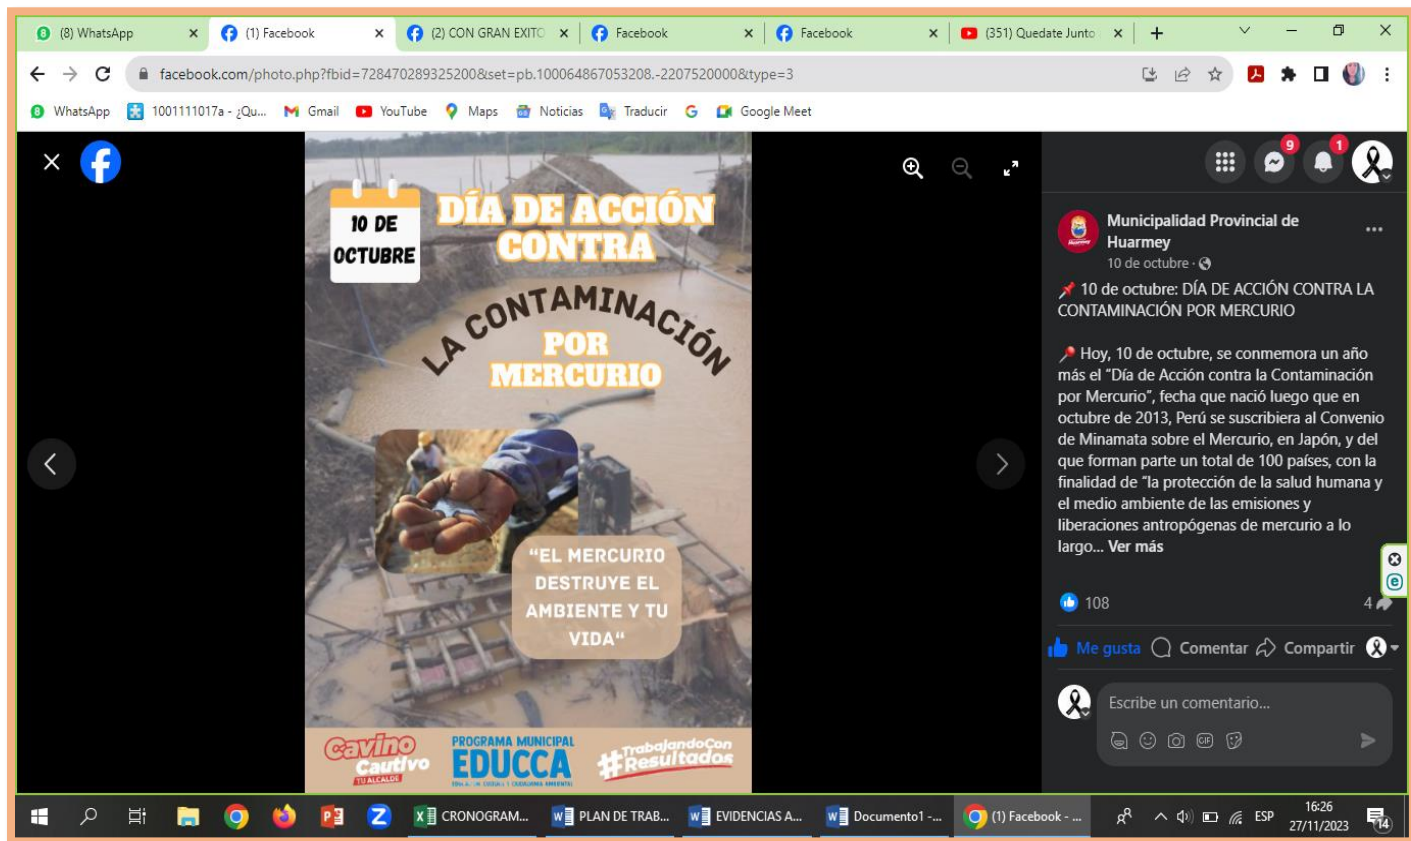 (8) WhatsApp
(1) Facebook
(2) CON GRAN EXITO
Facebook
Facebook
(351) Quedate Junto
facebook.com/photo.php?fbid=728470289325200&set=pb.100064867053208.-2207520000&type=3
WhatsApp
1001111017a - ¿Qu...
Gmail
YouTube
Maps
Noticias
Traducir
Google Meet
10 DE
OCTUBRE
DÍA DE ACCIÓN
CONTRA
LA CONTAMINACIÓN
POR
MERCURIO
“EL MERCURIO
DESTRUYE EL
AMBIENTE Y TU
VIDA“
Cavino
Cautivo
TU ALCALDE
PROGRAMA MUNICIPAL
EDUCCA
#TrabajandoCon
Resultados
9
1
Municipalidad Provincial de
Huarmey
10 de octubre ·
10 de octubre: DÍA DE ACCIÓN CONTRA LA
CONTAMINACIÓN POR MERCURIO
Hoy, 10 de octubre, se conmemora un año
más el “Día de Acción contra la Contaminación
por Mercurio”, fecha que nació luego que en
octubre de 2013, Perú se suscribiera al Convenio
de Minamata sobre el Mercurio, en Japón, y del
que forman parte un total de 100 países, con la
finalidad de “la protección de la salud humana y
el medio ambiente de las emisiones y
liberaciones antropógenas de mercurio a lo
largo... Ver más
108
4
Me gusta
Comentar
Compartir
Escribe un comentario...
GIF
CRONOGRAM...
PLAN DE TRAB...
EVIDENCIAS A...
Documento1 -...
(1) Facebook - ...
ESP
16:26
27/11/2023
14